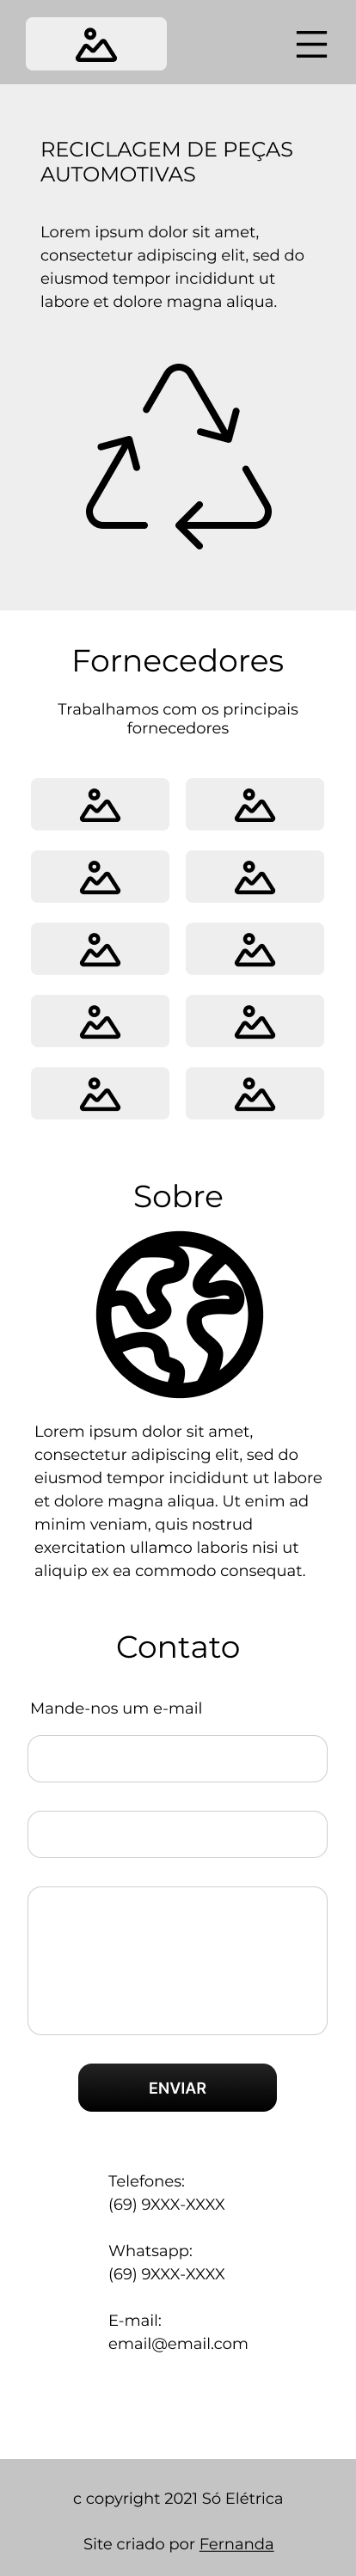 RECICLAGEM DE PEÇAS
AUTOMOTIVAS
Lorem ipsum dolor sit amet,
consectetur adipiscing elit, sed do
eiusmod tempor incididunt ut
labore et dolore magna aliqua.
Fornecedores
Trabalhamos com os principais
fornecedores
Sobre
Lorem ipsum dolor sit amet,
consectetur adipiscing elit, sed do
eiusmod tempor incididunt ut labore
et dolore magna aliqua. Ut enim ad
minim veniam, quis nostrud
exercitation ullamco laboris nisi ut
aliquip ex ea commodo consequat.
Contato
Mande-nos um e-mail
ENVIAR
Telefones:
(69) 9XXX-XXXX
Whatsapp:
(69) 9XXX-XXXX
E-mail:
email@email.com
c copyright 2021 Só Elétrica
Site criado por Fernanda